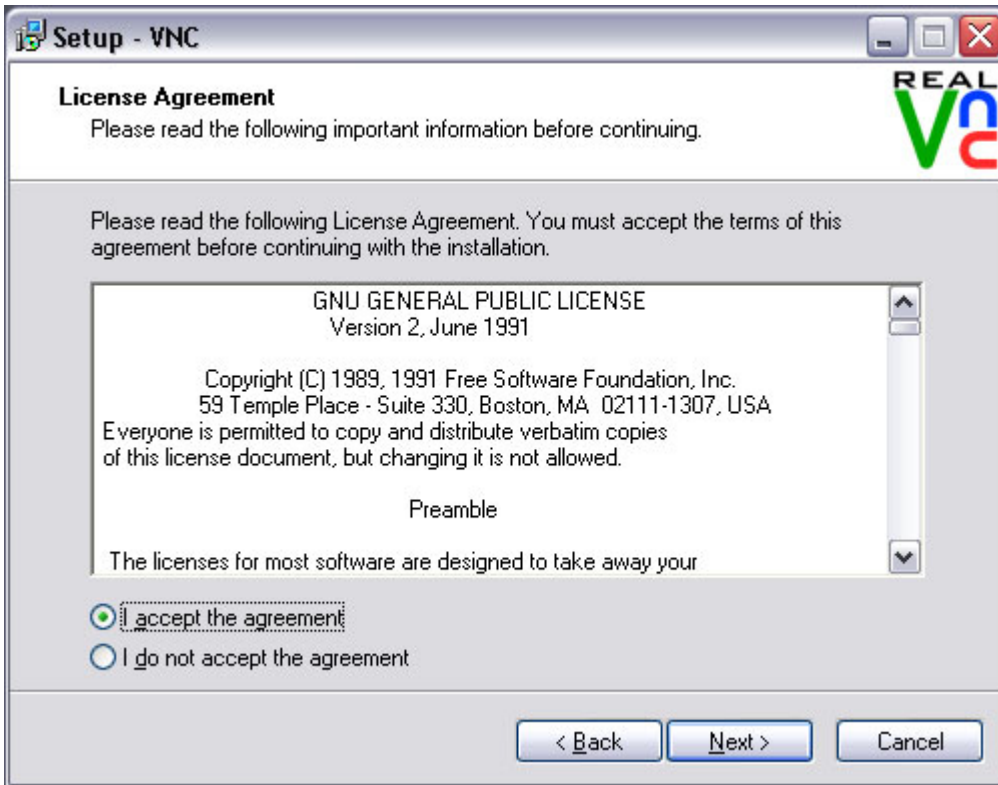 Setup - VNC
License Agreement
Please read the following important information before continuing.
REAL
Vnc
Please read the following License Agreement. You must accept the terms of this
agreement before continuing with the installation.
GNU GENERAL PUBLIC LICENSE
Version 2, June 1991
Copyright (C) 1989, 1991 Free Software Foundation, Inc.
59 Temple Place - Suite 330, Boston, MA 02111-1307, USA
Everyone is permitted to copy and distribute verbatim copies
of this license document, but changing it is not allowed.
Preamble
The licenses for most software are designed to take away your
I accept the agreement
I do not accept the agreement
< Back Next > Cancel